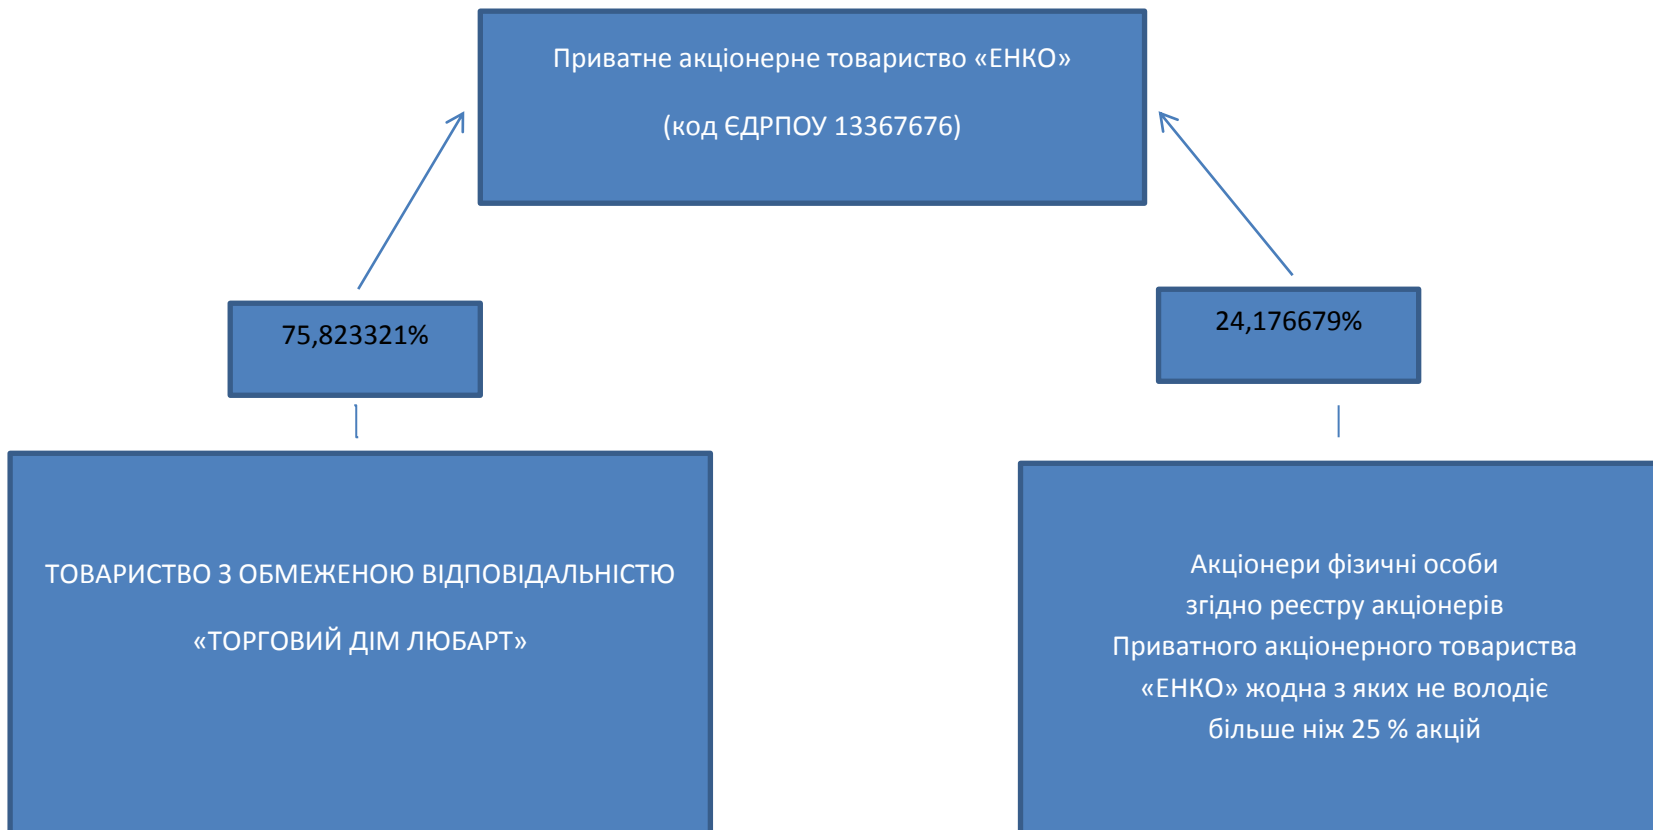 Приватне акціонерне товариство «ЕНКО»
(код ЄДРПОУ 13367676)
75,823321%
24,176679%
ТОВАРИСТВО З ОБМЕЖЕНОЮ ВІДПОВІДАЛЬНІСТЮ
«ТОРГОВИЙ ДІМ ЛЮБАРТ»
Акціонери фізичні особи
згідно реєстру акціонерів
Приватного акціонерного товариства
«ЕНКО» жодна з яких не володіє
більше ніж 25 % акцій